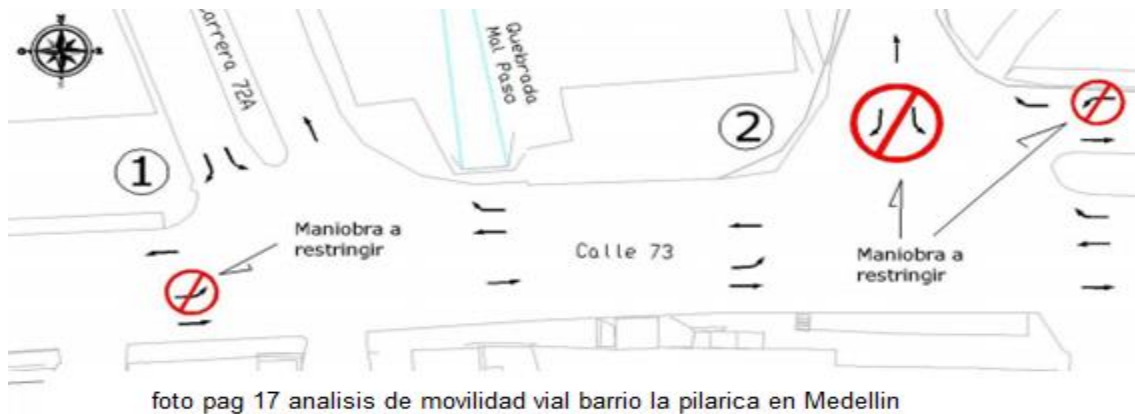 Carrera 72A
Quebrada
Mal Paso
1
2
Maniobra a
restringir
Calle 73
Maniobra a
restringir
foto pag 17 analisis de movilidad vial barrio la pilarica en Medellin